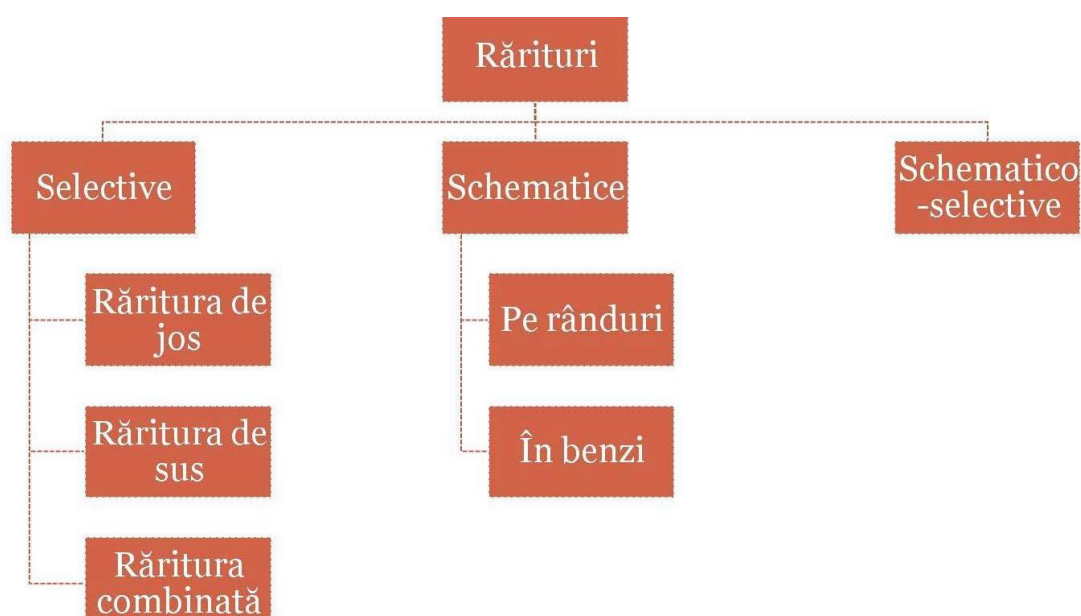 Rărituri
Selective
Schematice
Schematico
-selective
Răritura de
jos
Pe rânduri
Răritura de
sus
În benzi
Răritura
combinată